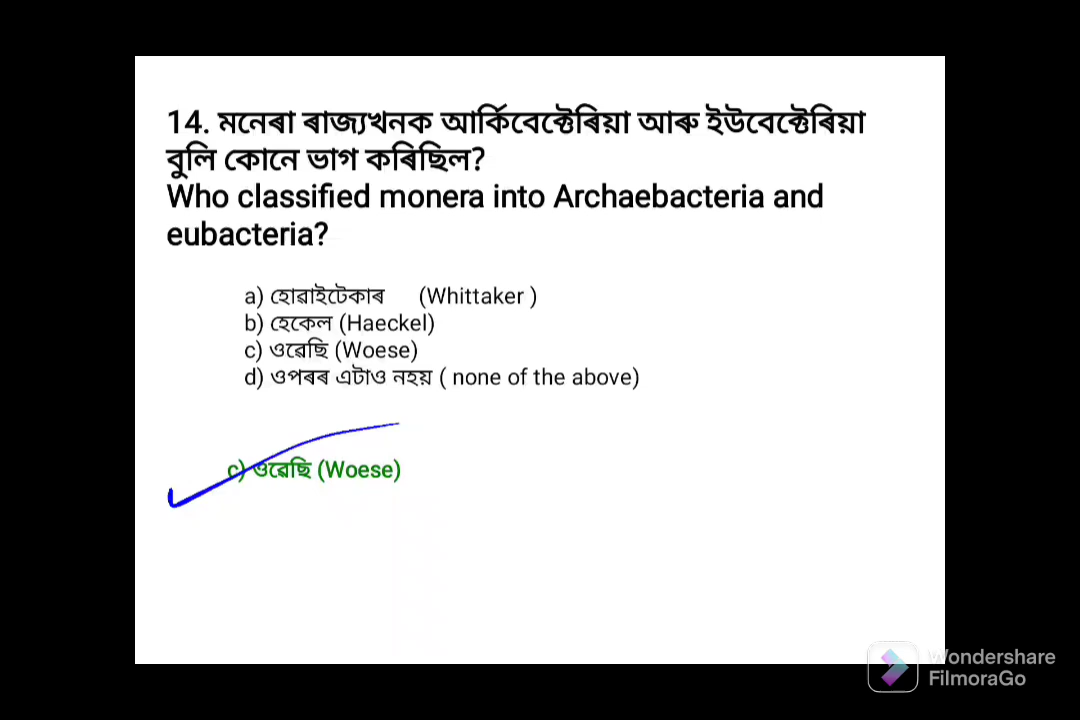 14. মনেৰা ৰাজ্যখনক আৰ্কিবেক্টেৰিয়া আৰু ইউবেক্টেৰিয়া
বুলি কোনে ভাগ কৰিছিল?
Who classified monera into Archaebacteria and
eubacteria?
a) হোৱাইটেকাৰ (Whittaker )
b) হেকেল (Haeckel)
c) ওৱেছি (Woese)
d) ওপৰৰ এটাও নহয় ( none of the above)
c) ওৱেছি (Woese)
Wondershare
FilmoraGo